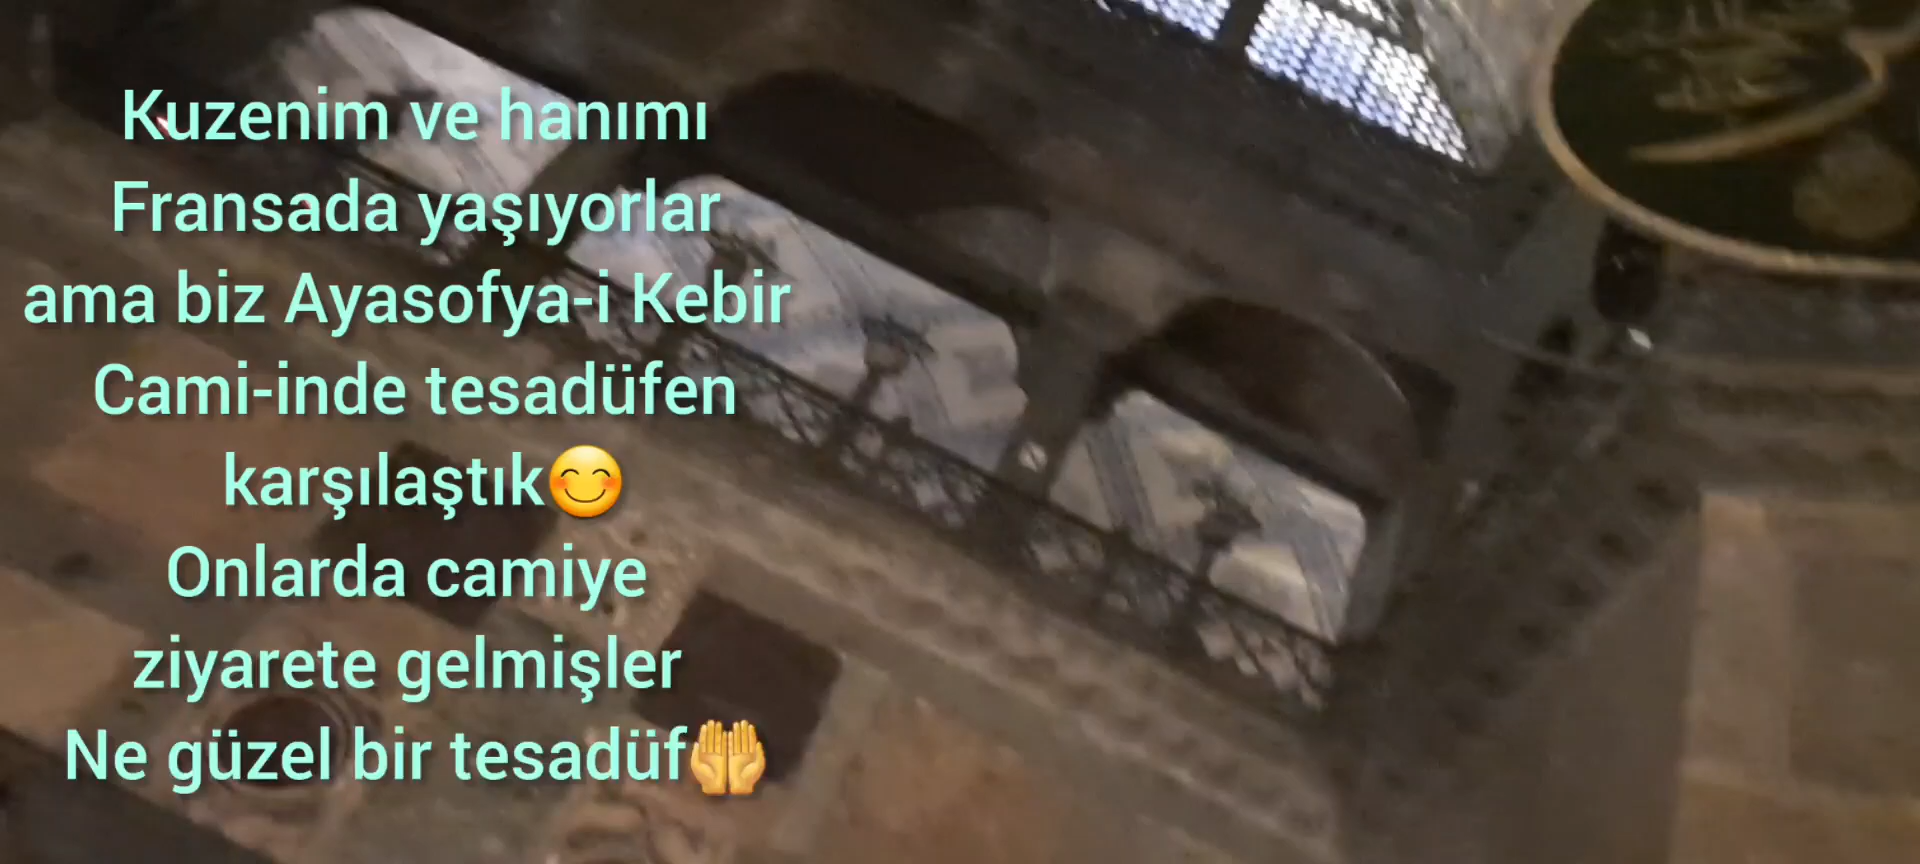 Kuzenim ve hanımı
Fransada yaşıyorlar
ama biz Ayasofya-i Kebir
Cami-inde tesadüfen
karşılaştık😊
Onlarda camiye
ziyarete gelmişler
Ne güzel bir tesadüf🤲